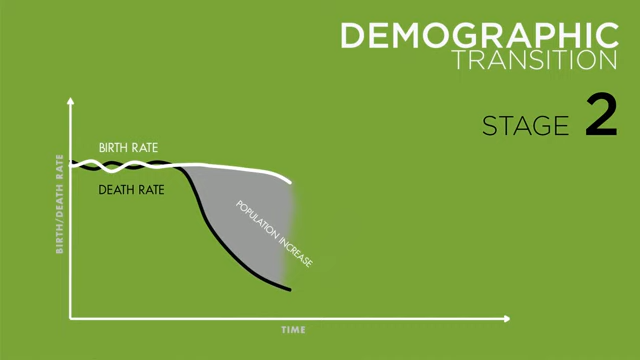 DEMOGRAPHIC
TRANSITION
STAGE 2
BIRTH RATE
DEATH RATE
BIRTH/DEATH RATE
POPULATION INCREASE
TIME